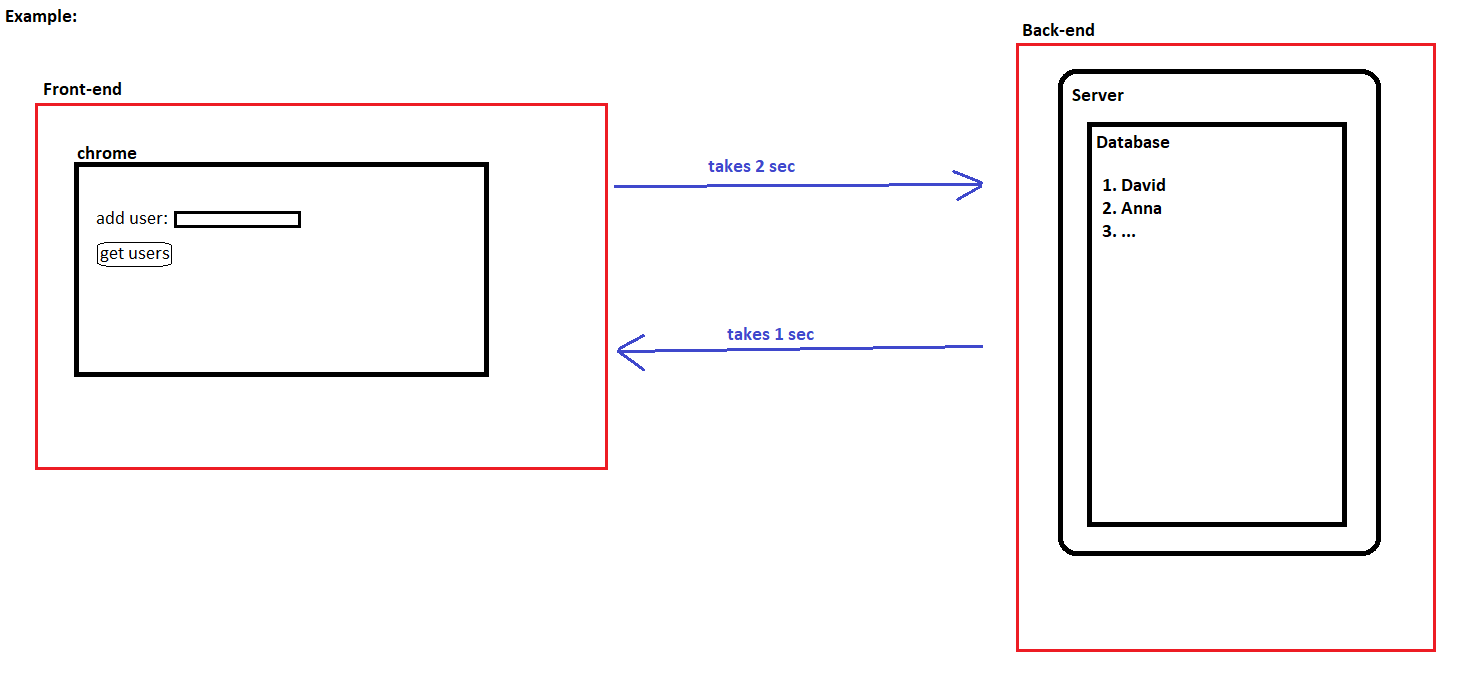 Example:
Front-end
chrome
add user:
get users
takes 2 sec
takes 1 sec
Back-end
Server
Database
1. David
2. Anna
3. ...